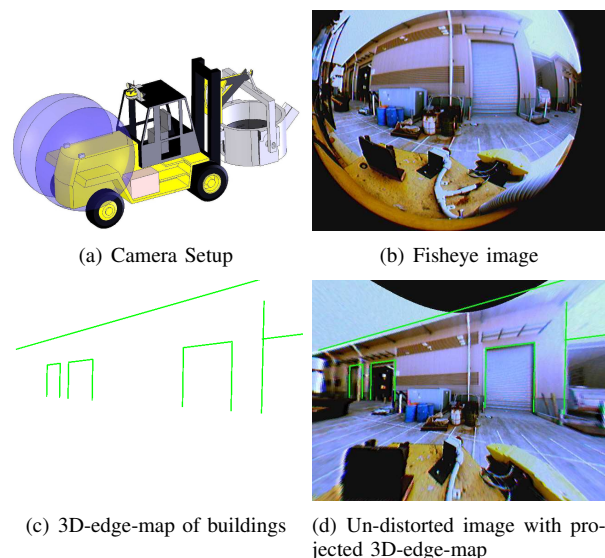 (a) Camera Setup
(b) Fisheye image
(c) 3D-edge-map of buildings
(d) Un-distorted image with pro-
jected 3D-edge-map